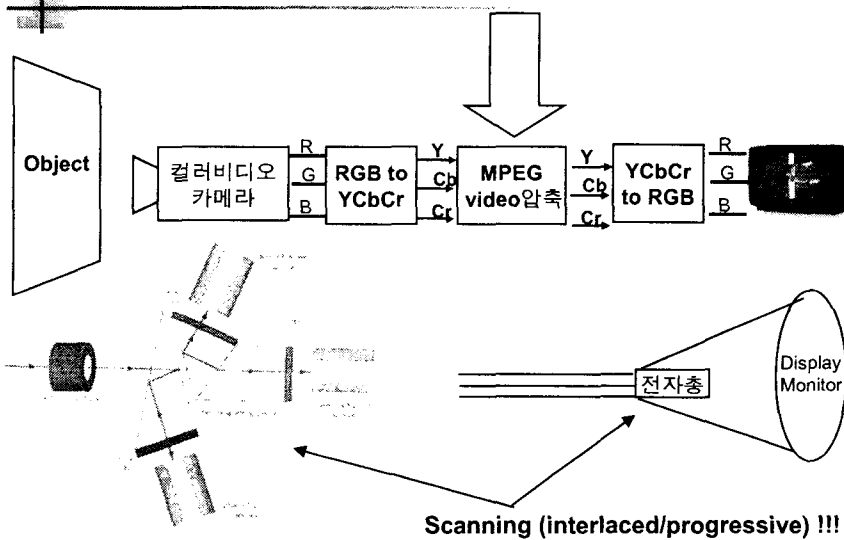 Object
컬러비디오
카메라
R
G
B
RGB to
YCbCr
Y
Cb
Cr
MPEG
video압축
Y
Cb
Cr
YCbCr
to RGB
R
G
B
전자총
Display
Monitor
Scanning (interlaced/progressive) !!!